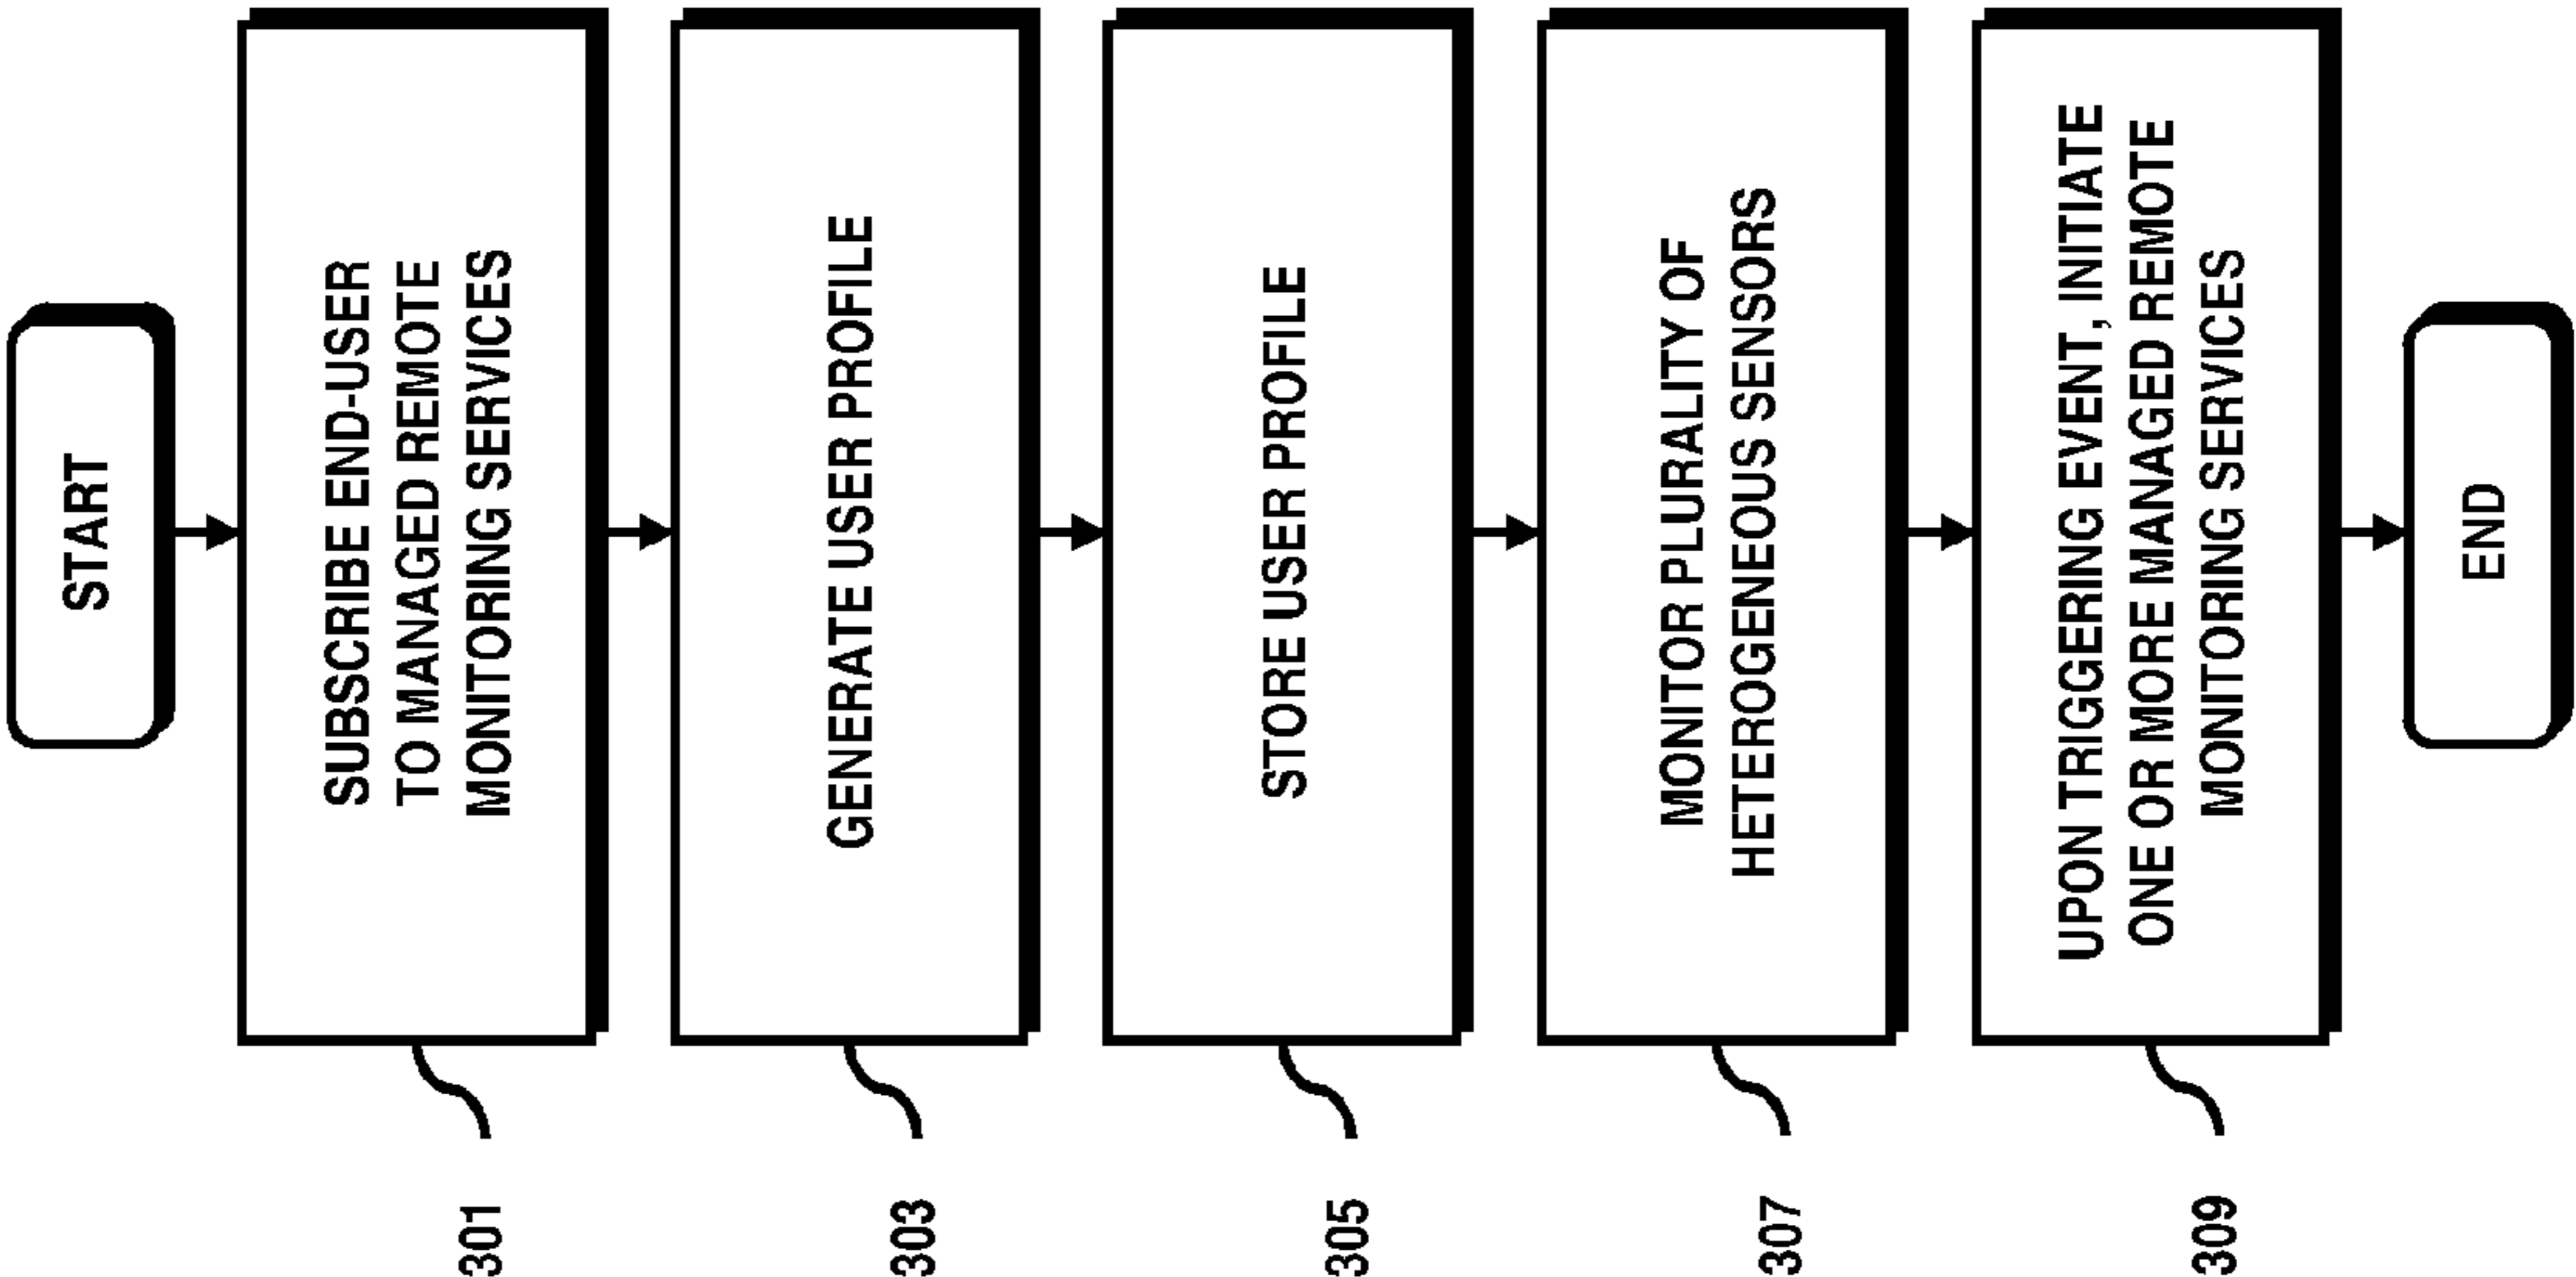 START
SUBSCRIBE END-USER
TO MANAGED REMOTE
MONITORING SERVICES
301
GENERATE USER PROFILE
303
STORE USER PROFILE
305
MONITOR PLURALITY OF
HETEROGENEOUS SENSORS
307
UPON TRIGGERING EVENT, INITIATE
ONE OR MORE MANAGED REMOTE
MONITORING SERVICES
309
END